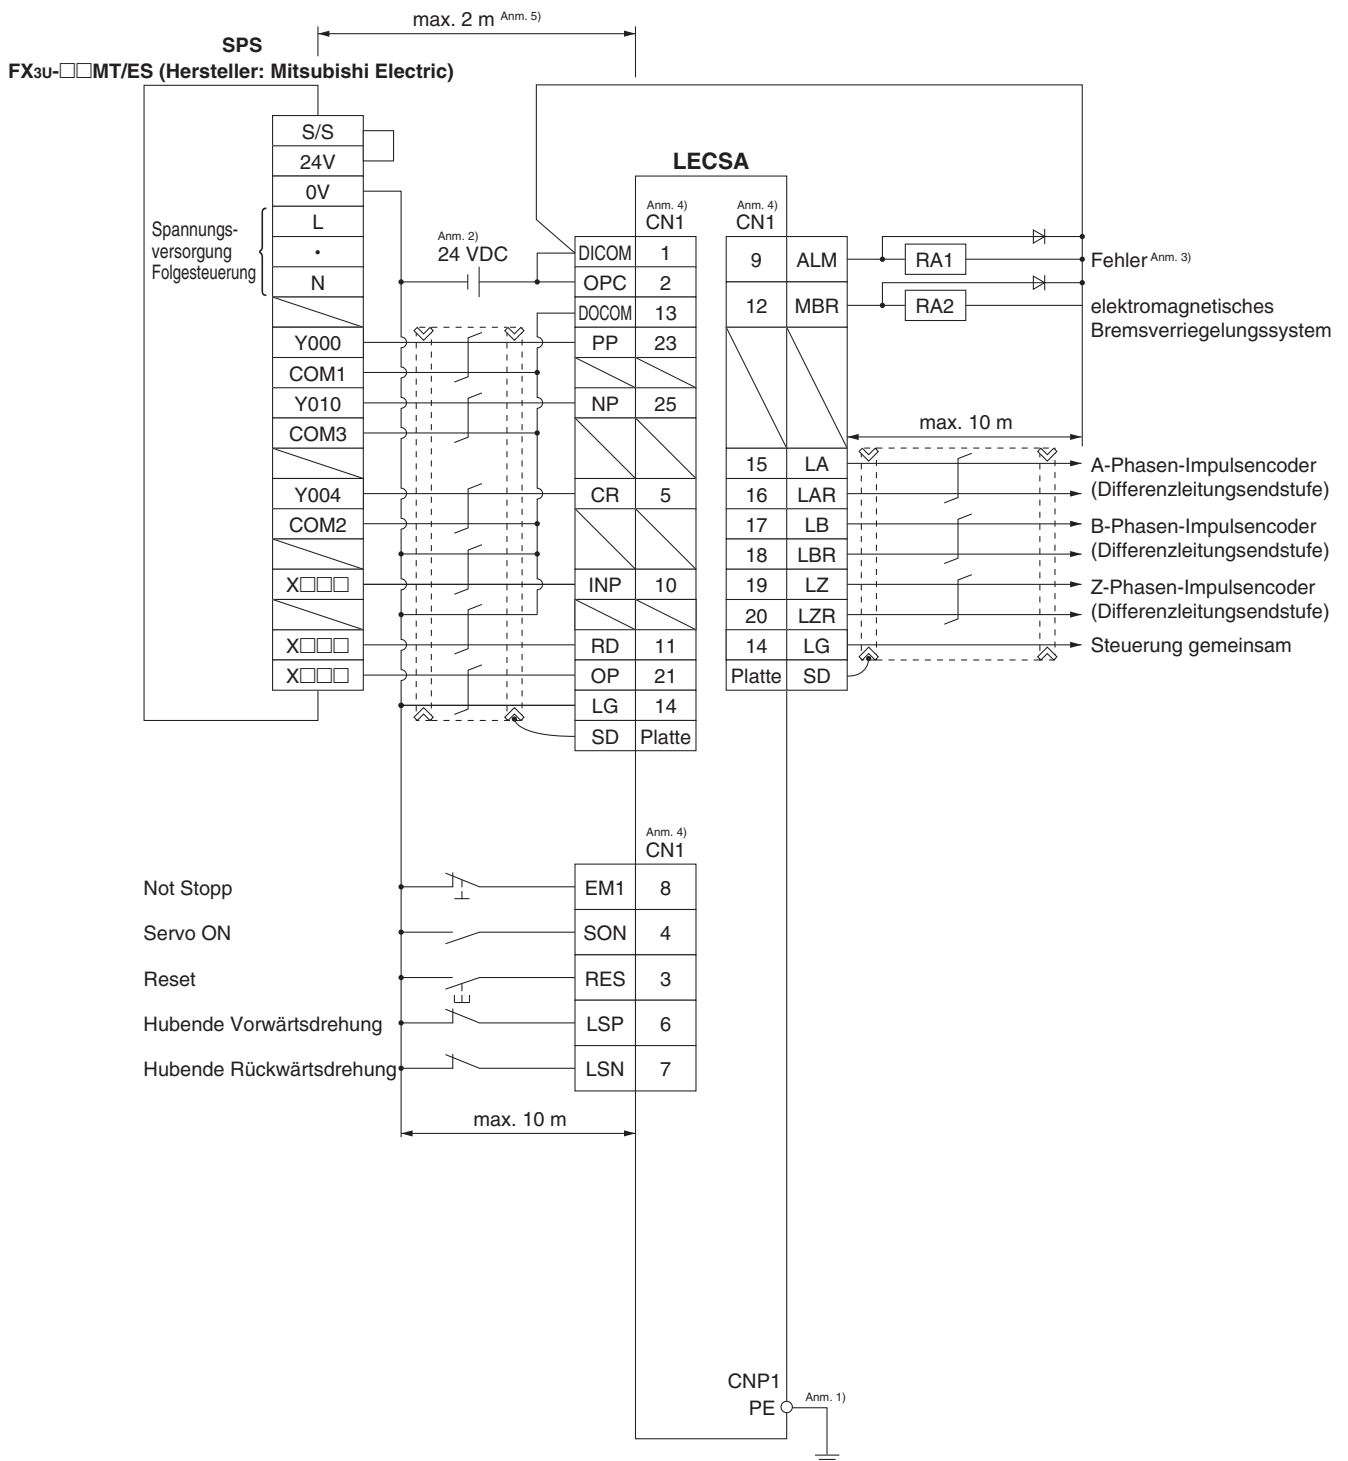 max. 2 m Anm. 5)
SPS
FX3U-□□MT/ES (Hersteller: Mitsubishi Electric)
S/S
24V
0V
L
•
N
Spannungs-
versorgung
Folgesteuerung
Y000
COM1
Y010
COM3
Y004
COM2
X□□□
X□□□
X□□□
Anm. 2)
24 VDC
LECSA
Anm. 4)
CN1
DICOM 1
OPC 2
DOCOM 13
PP 23
NP 25
CR 5
INP 10
RD 11
OP 21
LG 14
SD Platte
Anm. 4)
CN1
9 ALM
12 MBR
15 LA
16 LAR
17 LB
18 LBR
19 LZ
20 LZR
14 LG
Platte SD
RA1
Fehler Anm. 3)
RA2
elektromagnetisches
Bremsverriegelungssystem
max. 10 m
A-Phasen-Impulsencoder
(Differenzleitungsendstufe)
B-Phasen-Impulsencoder
(Differenzleitungsendstufe)
Z-Phasen-Impulsencoder
(Differenzleitungsendstufe)
Steuerung gemeinsam
Anm. 4)
CN1
Not Stopp
EM1 8
Servo ON
SON 4
Reset
RES 3
Hubende Vorwärtsdrehung
LSP 6
Hubende Rückwärtsdrehung
LSN 7
max. 10 m
CNP1
PE
Anm. 1)